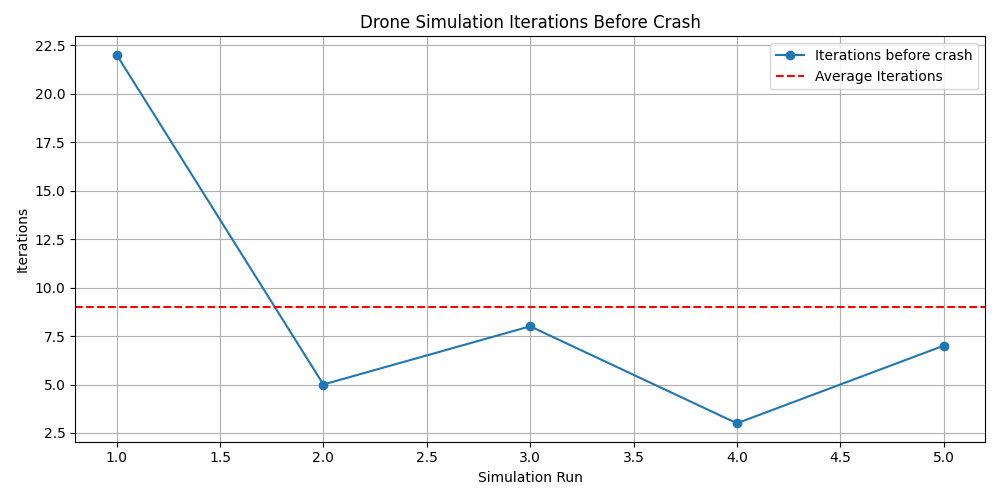 Drone Simulation Iterations Before Crash
22.5
20.0
17.5
15.0
12.5
10.0
7.5
5.0
2.5
Iterations
Iterations before crash
Average Iterations
1.0 1.5 2.0 2.5 3.0 3.5 4.0 4.5 5.0
Simulation Run